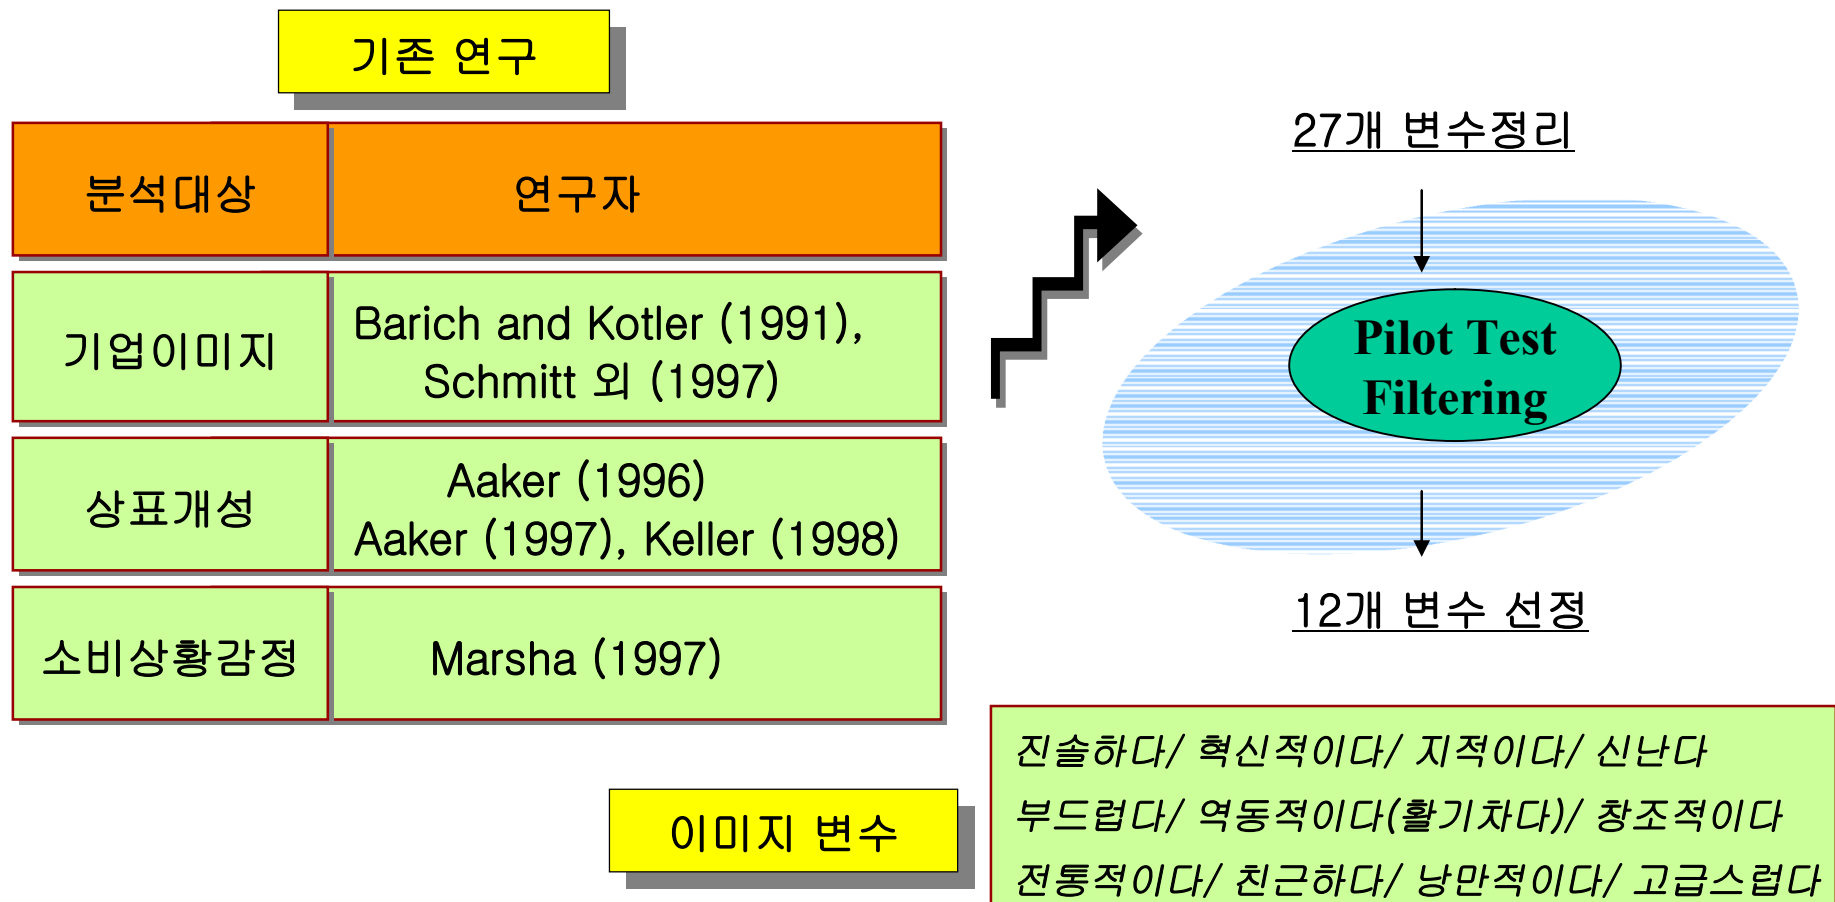 기존 연구
분석대상
연구자
기업이미지
Barich and Kotler (1991),
Schmitt 외 (1997)
상표개성
Aaker (1996)
Aaker (1997), Keller (1998)
소비상황감정
Marsha (1997)
27개 변수정리
Pilot Test
Filtering
12개 변수 선정
이미지 변수
진솔하다/ 혁신적이다/ 지적이다/ 신난다
부드럽다/ 역동적이다(활기차다)/ 창조적이다
전통적이다/ 친근하다/ 낭만적이다/ 고급스럽다